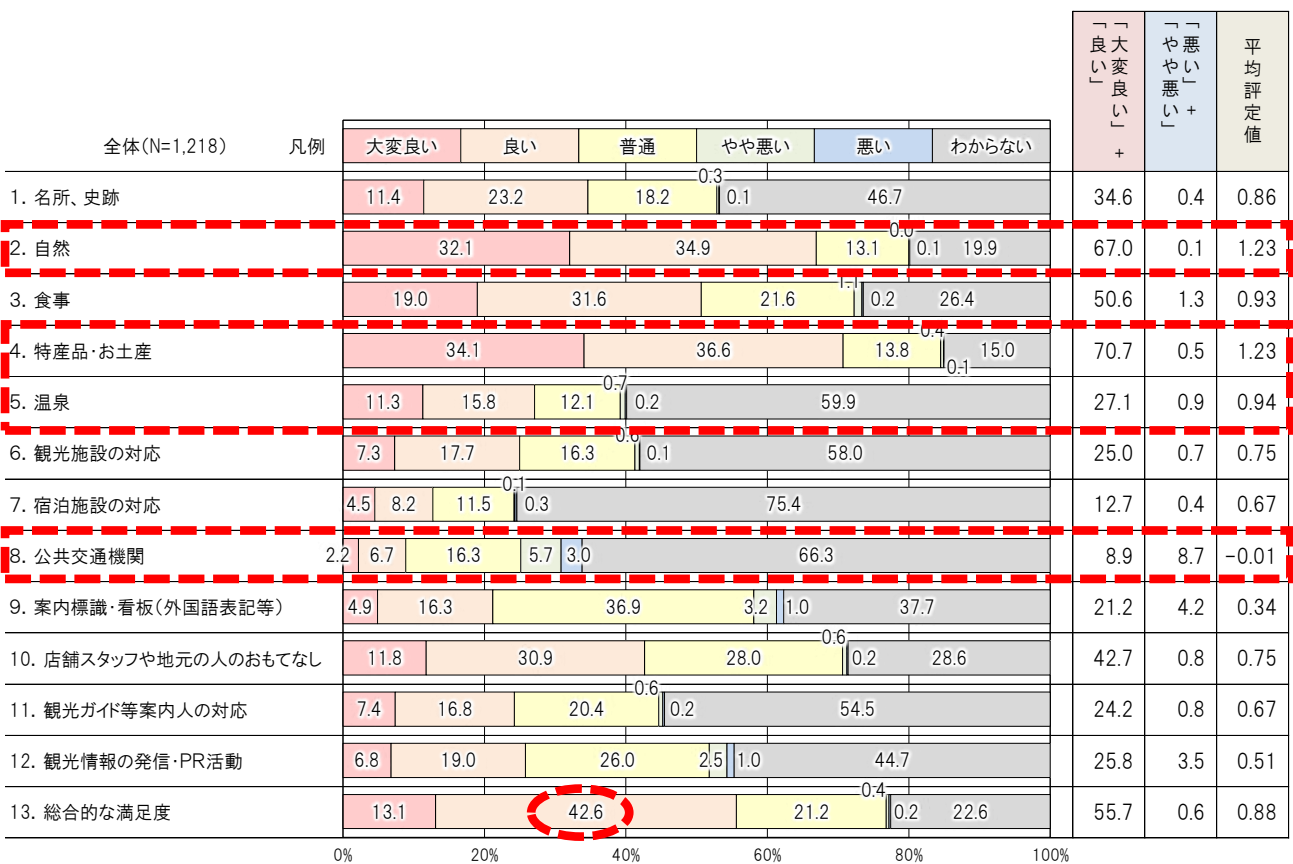 「大変良い」+「良い」
「悪い」+「やや悪い」
平均評定値
全体(N=1,218) 凡例 大変良い 良い 普通 やや悪い 悪い わからない
1. 名所、史跡 11.4 23.2 18.2 0.3 0.1 46.7 34.6 0.4 0.86
2. 自然 32.1 34.9 13.1 0.0 0.1 19.9 67.0 0.1 1.23
3. 食事 19.0 31.6 21.6 1.1 0.2 26.4 50.6 1.3 0.93
4. 特産品・お土産 34.1 36.6 13.8 0.4 0.1 15.0 70.7 0.5 1.23
5. 温泉 11.3 15.8 12.1 0.7 0.2 59.9 27.1 0.9 0.94
6. 観光施設の対応 7.3 17.7 16.3 0.6 0.1 58.0 25.0 0.7 0.75
7. 宿泊施設の対応 4.5 8.2 11.5 0.1 0.3 75.4 12.7 0.4 0.67
8. 公共交通機関 2.2 6.7 16.3 5.7 3.0 66.3 8.9 8.7 −0.01
9. 案内標識・看板(外国語表記等) 4.9 16.3 36.9 3.2 1.0 37.7 21.2 4.2 0.34
10. 店舗スタッフや地元の人のおもてなし 11.8 30.9 28.0 0.6 0.2 28.6 42.7 0.8 0.75
11. 観光ガイド等案内人の対応 7.4 16.8 20.4 0.6 0.2 54.5 24.2 0.8 0.67
12. 観光情報の発信・PR活動 6.8 19.0 26.0 2.5 1.0 44.7 25.8 3.5 0.51
13. 総合的な満足度 13.1 42.6 21.2 0.4 0.2 22.6 55.7 0.6 0.88
0% 20% 40% 60% 80% 100%